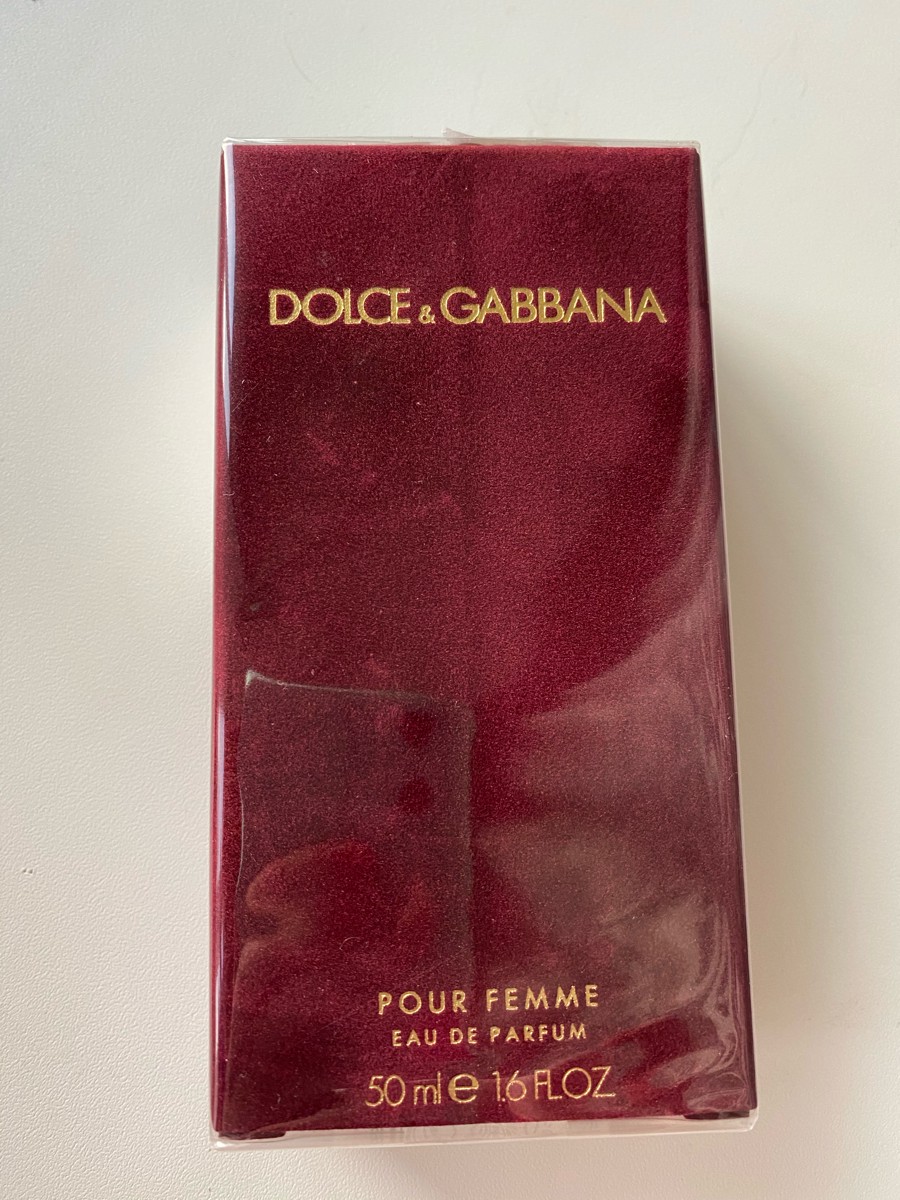 DOLCE & GABBANA
POUR FEMME
EAU DE PARFUM
50 ml e 1.6 FL.OZ